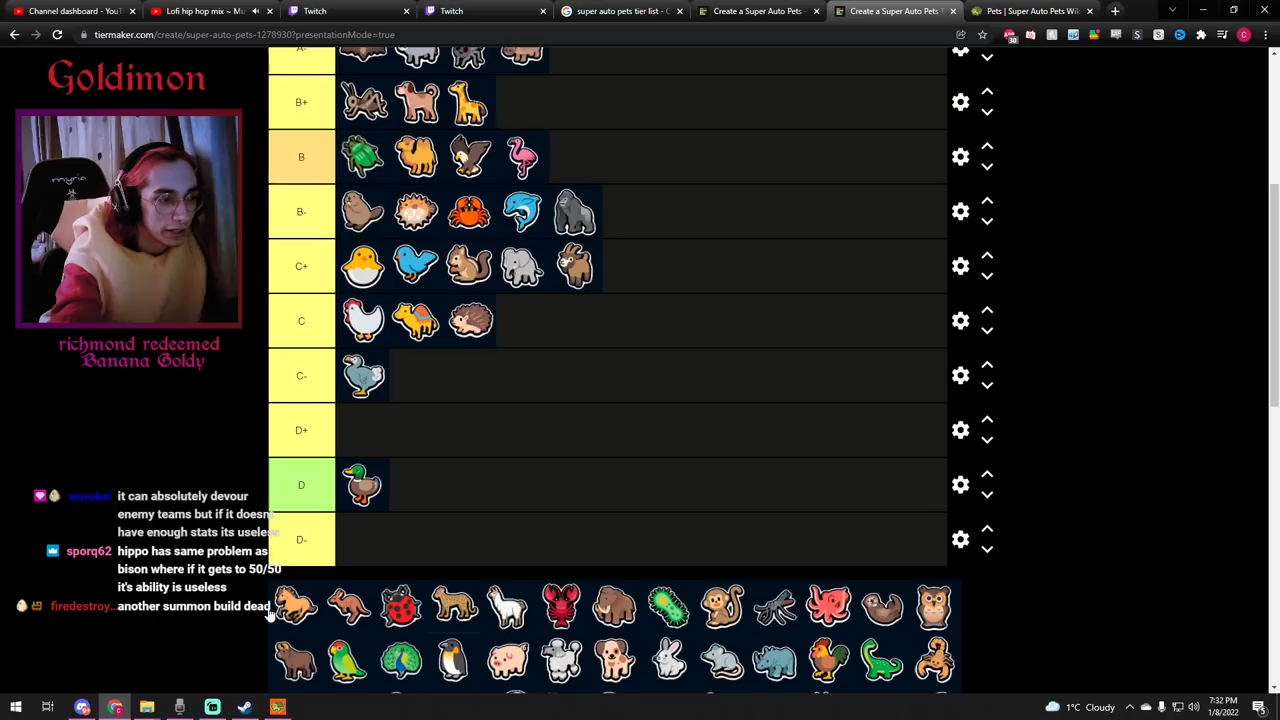 Channel dashboard - YouT
Lofi hip hop mix ~ Mu
Twitch
Twitch
super auto pets tier list - G
Create a Super Auto Pets -
Create a Super Auto Pets T
Pets | Super Auto Pets Wik
tiermaker.com/create/super-auto-pets-1278930?presentationMode=true
Goldimon
myria
richmond redeemed
Banana Goldy
A-
B+
B
B-
C+
C
C-
D+
D
D-
it can absolutely devour
enemy teams but if it doesnt
have enough stats its useless
sporq62 hippo has same problem as
bison where if it gets to 50/50
it's ability is useless
firedestroy.. another summon build dead
1°C Cloudy
7:32 PM
1/8/2022